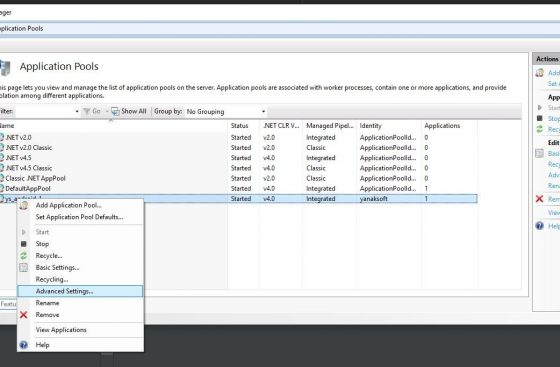 ager
pplication Pools
Application Pools
his page lets you view and manage the list of application pools on the server. Application pools are associated with worker processes, contain one or more applications, and provide
olation among different applications.
ilter: Go Show All Group by: No Grouping
Name Status .NET CLR V... Managed Pipel... Identity Applications
.NET v2.0 Started v2.0 Integrated ApplicationPoolId... 0
.NET v2.0 Classic Started v2.0 Classic ApplicationPoolId... 0
.NET v4.5 Started v4.0 Integrated ApplicationPoolId... 0
.NET v4.5 Classic Started v4.0 Classic ApplicationPoolId... 0
Classic .NET AppPool Started v2.0 Classic ApplicationPoolId... 0
DefaultAppPool Started v4.0 Integrated ApplicationPoolId... 1
Started v4.0 Integrated yanaksoft 1
Add Application Pool...
Set Application Pool Defaults...
Start
Stop
Recycle...
Basic Settings...
Recycling...
Advanced Settings...
Rename
Remove
View Applications
Help
Featu
Actions
Add
Set A
App
Start
Stop
Recy
Edit
Basi
Recy
Adva
Rena
Rem
View
Help